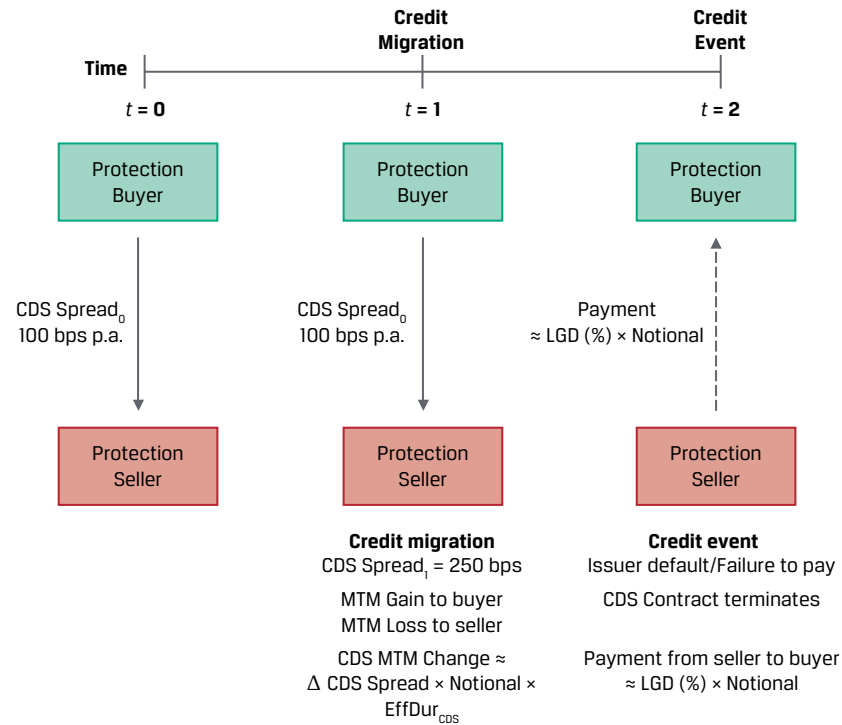 Credit
Migration
Credit
Event
Time
t = 0
t = 1
t = 2
Protection
Buyer
Protection
Buyer
Protection
Buyer
CDS Spread₀
100 bps p.a.
CDS Spread₀
100 bps p.a.
Payment
≈ LGD (%) × Notional
Protection
Seller
Protection
Seller
Protection
Seller
Credit migration
CDS Spread₁ = 250 bps
MTM Gain to buyer
MTM Loss to seller
CDS MTM Change ≈
Δ CDS Spread × Notional ×
EffDur_CDS
Credit event
Issuer default/Failure to pay
CDS Contract terminates
Payment from seller to buyer
≈ LGD (%) × Notional